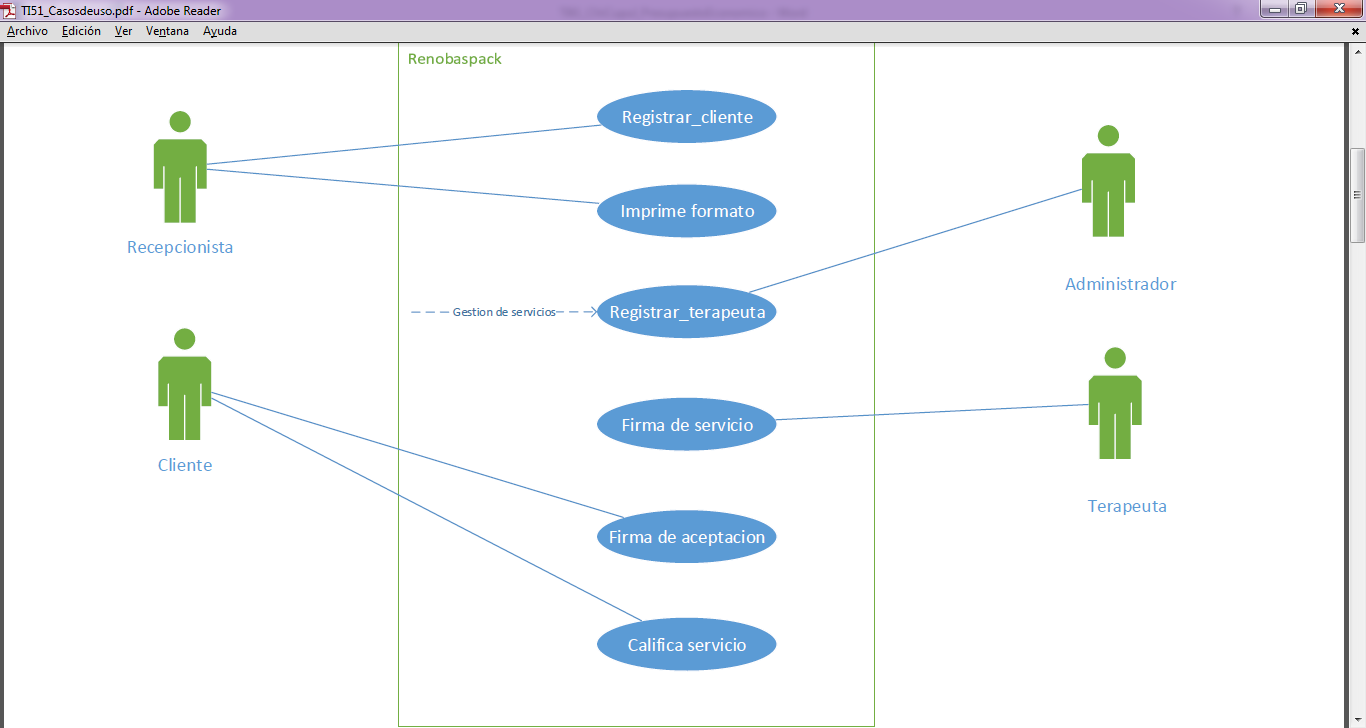 TI51_Casosdeuso.pdf - Adobe Reader
Archivo Edición Ver Ventana Ayuda
Renobaspack
Registrar_cliente
Imprime formato
Recepcionista
Administrador
Gestion de servicios
Registrar_terapeuta
Firma de servicio
Cliente
Terapeuta
Firma de aceptacion
Califica servicio